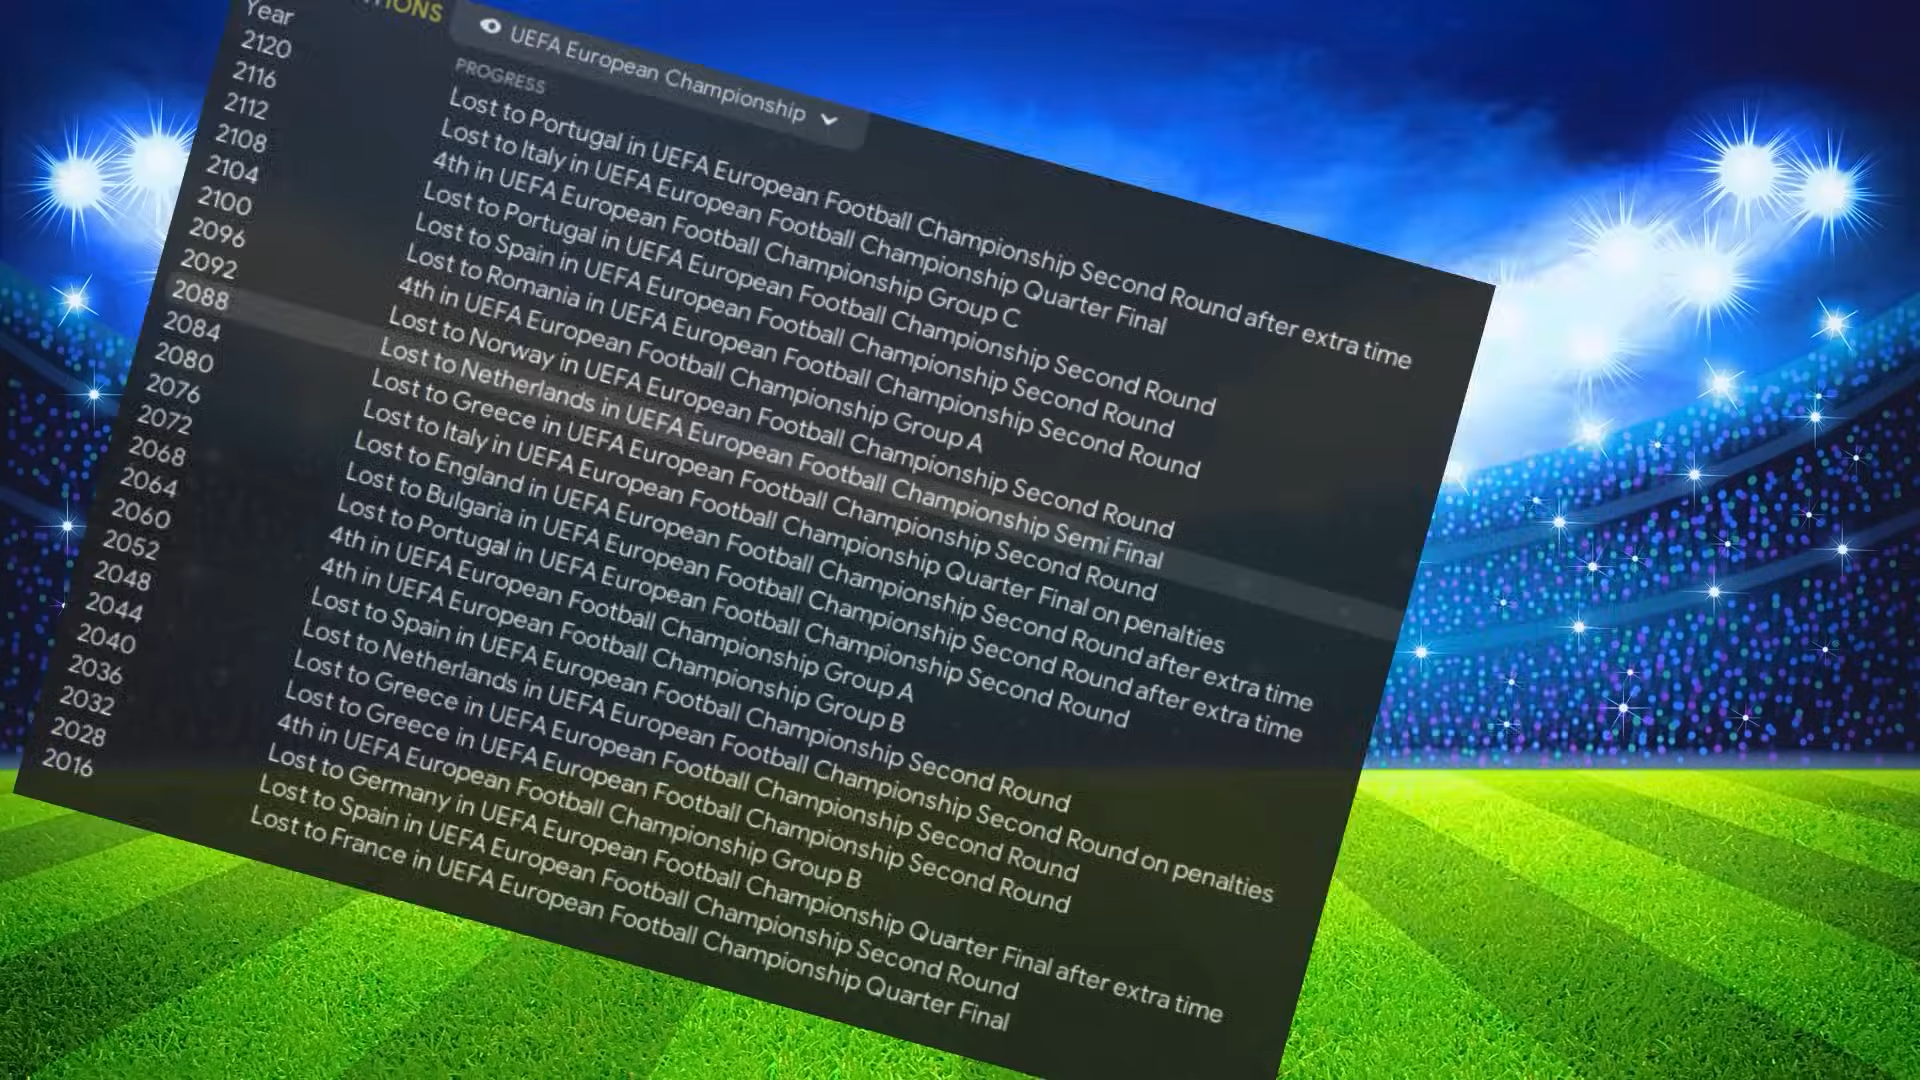 IONS
UEFA European Championship
Year PROGRESS
2120 Lost to Portugal in UEFA European Football Championship Second Round after extra time
2116 Lost to Italy in UEFA European Football Championship Quarter Final
2112 4th in UEFA European Football Championship Group C
2108 Lost to Portugal in UEFA European Football Championship Second Round
2104 Lost to Spain in UEFA European Football Championship Second Round
2100 Lost to Romania in UEFA European Football Championship Second Round
2096 4th in UEFA European Football Championship Group A
2092 Lost to Norway in UEFA European Football Championship Second Round
2088 Lost to Netherlands in UEFA European Football Championship Semi Final
2084 Lost to Greece in UEFA European Football Championship Second Round
2080 Lost to Italy in UEFA European Football Championship Quarter Final on penalties
2076 Lost to England in UEFA European Football Championship Second Round after extra time
2072 Lost to Bulgaria in UEFA European Football Championship Second Round after extra time
2068 Lost to Portugal in UEFA European Football Championship Second Round
2064 4th in UEFA European Football Championship Group A
2060 4th in UEFA European Football Championship Group B
2052 Lost to Spain in UEFA European Football Championship Second Round
2048 Lost to Netherlands in UEFA European Football Championship Second Round on penalties
2044 Lost to Greece in UEFA European Football Championship Second Round
2040 Lost to Greece in UEFA European Football Championship Second Round
2036 4th in UEFA European Football Championship Group B
2032 Lost to Germany in UEFA European Football Championship Quarter Final after extra time
2028 Lost to Spain in UEFA European Football Championship Second Round
2016 Lost to France in UEFA European Football Championship Quarter Final